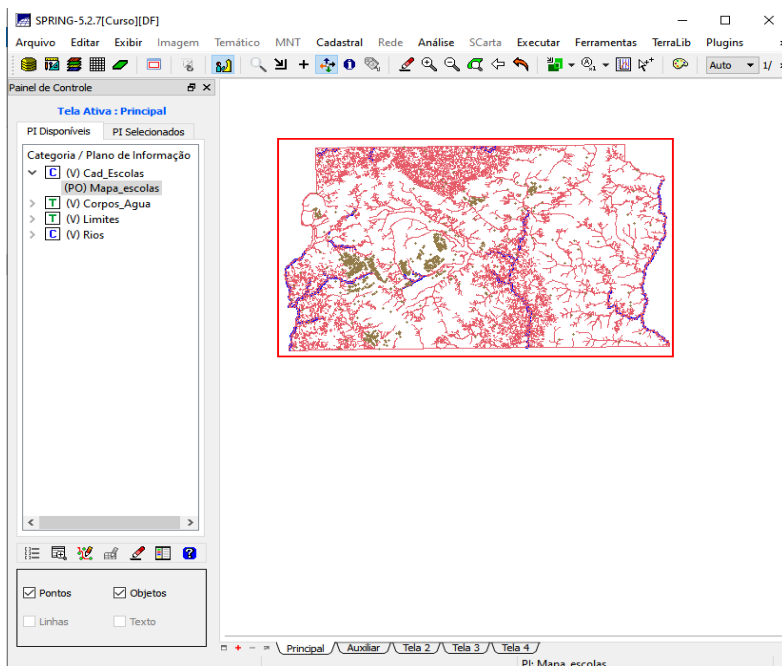 SPRING-5.2.7[Curso][DF]
Arquivo Editar Exibir Imagem Temático MNT Cadastral Rede Análise SCarta Executar Ferramentas TerraLib Plugins
Auto 1/
Painel de Controle
Tela Ativa : Principal
PI Disponíveis PI Selecionados
Categoria / Plano de Informação
C (V) Cad_Escolas
(PO) Mapa_escolas
T (V) Corpos_Agua
T (V) Limites
C (V) Rios
Pontos Objetos
Linhas Texto
Principal Auxiliar Tela 2 Tela 3 Tela 4
PI: Mapa_escolas